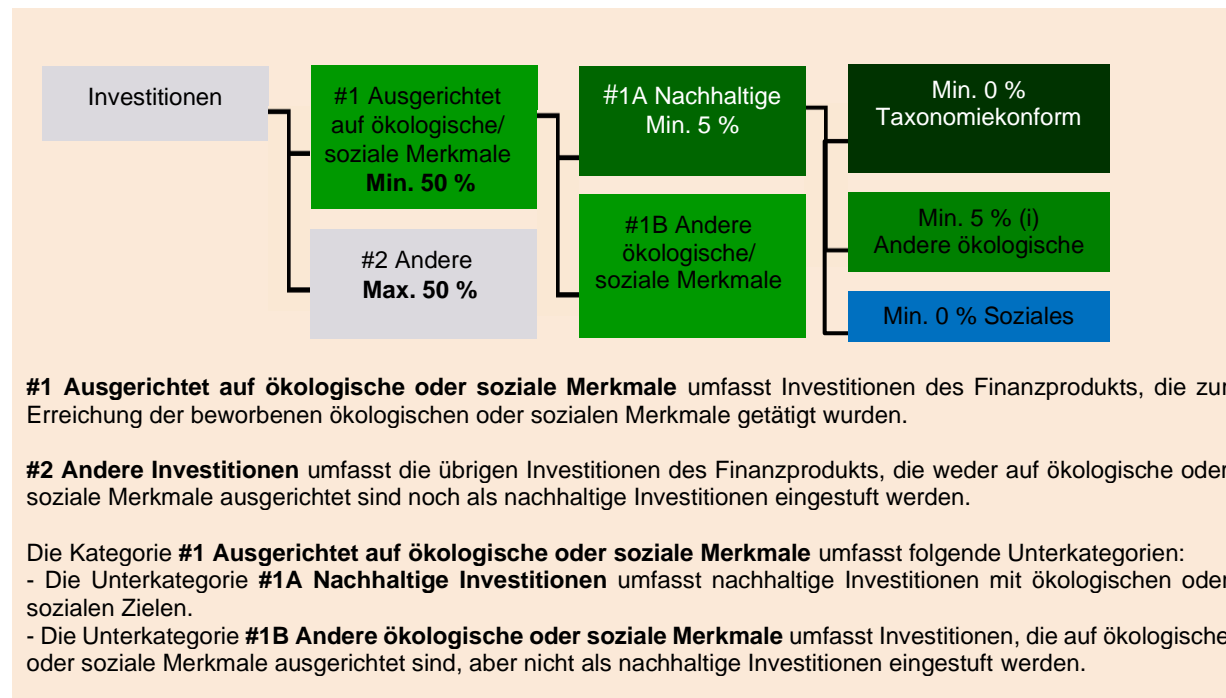 Investitionen
#1 Ausgerichtet
auf ökologische/
soziale Merkmale
Min. 50 %
#2 Andere
Max. 50 %
#1A Nachhaltige
Min. 5 %
#1B Andere
ökologische/
soziale Merkmale
Min. 0 %
Taxonomiekonform
Min. 5 % (i)
Andere ökologische
Min. 0 % Soziales
#1 Ausgerichtet auf ökologische oder soziale Merkmale umfasst Investitionen des Finanzprodukts, die zur
Erreichung der beworbenen ökologischen oder sozialen Merkmale getätigt wurden.
#2 Andere Investitionen umfasst die übrigen Investitionen des Finanzprodukts, die weder auf ökologische oder
soziale Merkmale ausgerichtet sind noch als nachhaltige Investitionen eingestuft werden.
Die Kategorie #1 Ausgerichtet auf ökologische oder soziale Merkmale umfasst folgende Unterkategorien:
- Die Unterkategorie #1A Nachhaltige Investitionen umfasst nachhaltige Investitionen mit ökologischen oder
sozialen Zielen.
- Die Unterkategorie #1B Andere ökologische oder soziale Merkmale umfasst Investitionen, die auf ökologische
oder soziale Merkmale ausgerichtet sind, aber nicht als nachhaltige Investitionen eingestuft werden.